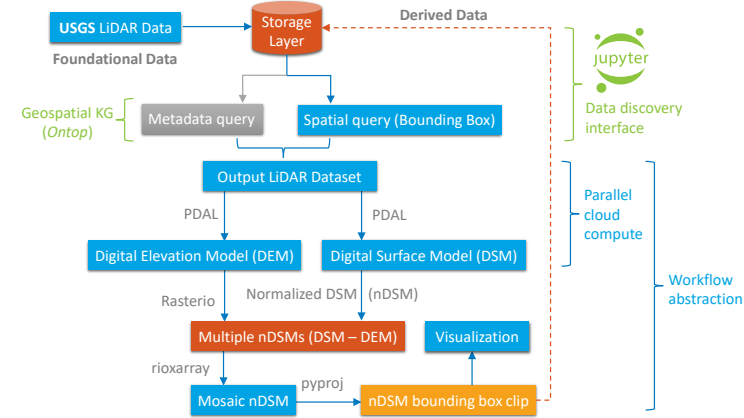 Derived Data
USGS LiDAR Data
Storage
Layer
Foundational Data
jupyter
Geospatial KG
(Ontop)
Metadata query
Spatial query (Bounding Box)
Data discovery
interface
Output LiDAR Dataset
PDAL
PDAL
Parallel
cloud
compute
Digital Elevation Model (DEM)
Digital Surface Model (DSM)
Workflow
abstraction
Rasterio
Normalized DSM (nDSM)
Multiple nDSMs (DSM – DEM)
Visualization
rioxarray
pyproj
Mosaic nDSM
nDSM bounding box clip